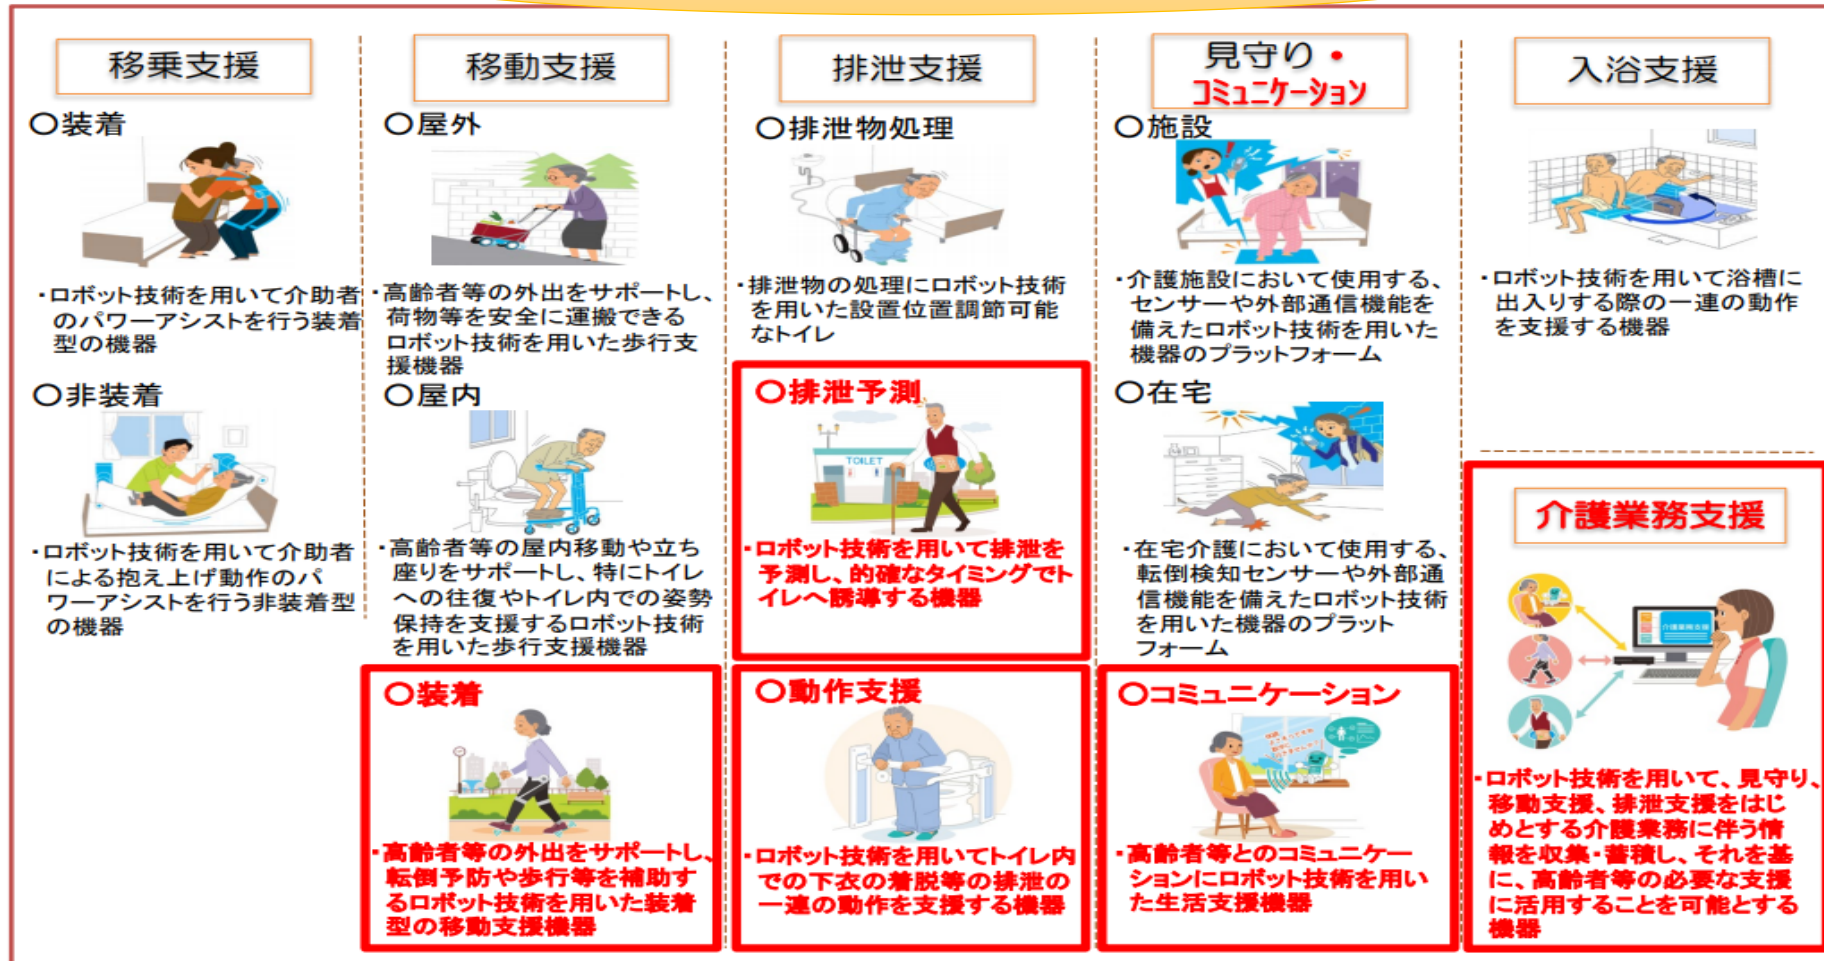 移乗支援
○装着
・ロボット技術を用いて介助者
のパワーアシストを行う装着
型の機器
○非装着
・ロボット技術を用いて介助者
による抱え上げ動作のパ
ワーアシストを行う非装着型
の機器
移動支援
○屋外
・高齢者等の外出をサポートし、
荷物等を安全に運搬できる
ロボット技術を用いた歩行支
援機器
○屋内
・高齢者等の屋内移動や立ち
座りをサポートし、特にトイレ
への往復やトイレ内での姿勢
保持を支援するロボット技術
を用いた歩行支援機器
○装着
・高齢者等の外出をサポートし、
転倒予防や歩行等を補助す
るロボット技術を用いた装着
型の移動支援機器
排泄支援
○排泄物処理
・排泄物の処理にロボット技術
を用いた設置位置調節可能
なトイレ
○排泄予測
TOILET
・ロボット技術を用いて排泄を
予測し、的確なタイミングでト
イレへ誘導する機器
○動作支援
・ロボット技術を用いてトイレ内
での下衣の着脱等の排泄の
一連の動作を支援する機器
見守り・
コミュニケーション
○施設
・介護施設において使用する、
センサーや外部通信機能を
備えたロボット技術を用いた
機器のプラットフォーム
○在宅
・在宅介護において使用する、
転倒検知センサーや外部通
信機能を備えたロボット技術
を用いた機器のプラット
フォーム
○コミュニケーション
・高齢者等とのコミュニケー
ションにロボット技術を用い
た生活支援機器
入浴支援
・ロボット技術を用いて浴槽に
出入りする際の一連の動作
を支援する機器
介護業務支援
介護業務支援
・ロボット技術を用いて、見守り、
移動支援、排泄支援をはじ
めとする介護業務に伴う情
報を収集・蓄積し、それを基
に、高齢者等の必要な支援
に活用することを可能とする
機器